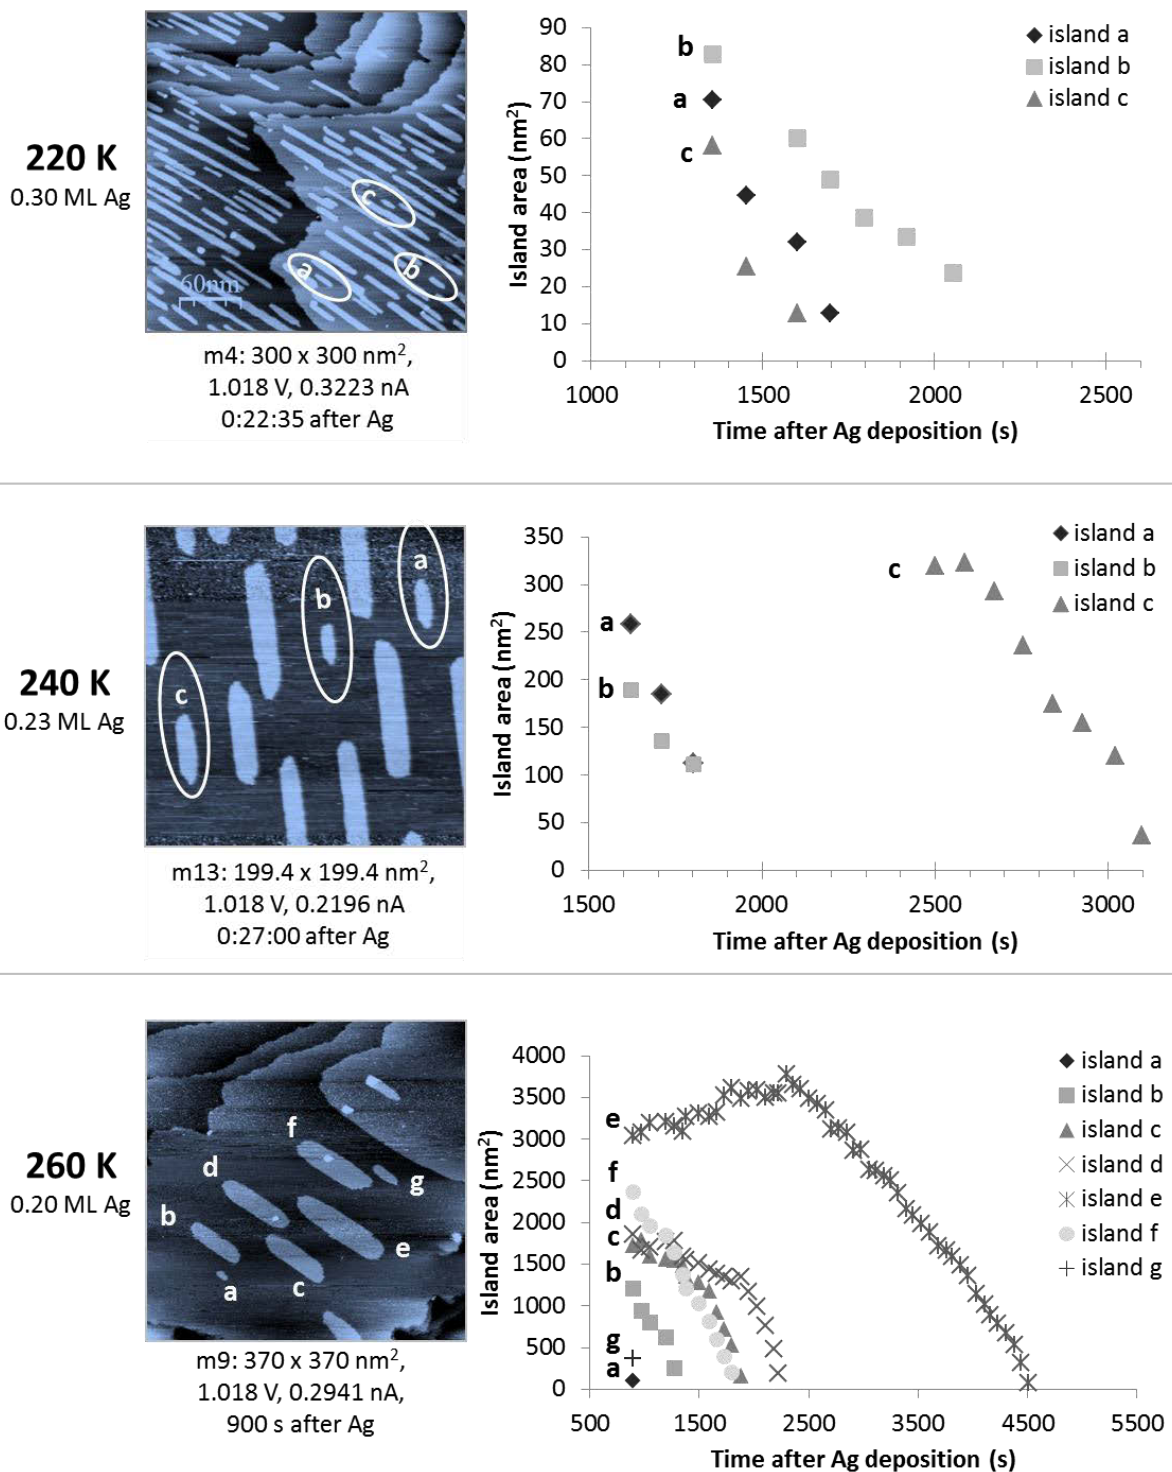 220 K
0.30 ML Ag
c
a
b
60nm
m4: 300 x 300 nm²,
1.018 V, 0.3223 nA
0:22:35 after Ag
Island area (nm²)
90
80
70
60
50
40
30
20
10
0
b
a
c
island a
island b
island c
1000
1500
2000
2500
Time after Ag deposition (s)
240 K
0.23 ML Ag
a
b
c
m13: 199.4 x 199.4 nm²,
1.018 V, 0.2196 nA
0:27:00 after Ag
Island area (nm²)
350
300
250
200
150
100
50
0
a
b
c
island a
island b
island c
1500
2000
2500
3000
Time after Ag deposition (s)
260 K
0.20 ML Ag
f
d
g
b
e
a
c
m9: 370 x 370 nm²,
1.018 V, 0.2941 nA,
900 s after Ag
Island area (nm²)
4000
3500
3000
2500
2000
1500
1000
500
0
e
f
d
c
b
g
a
island a
island b
island c
island d
island e
island f
island g
500
1500
2500
3500
4500
5500
Time after Ag deposition (s)